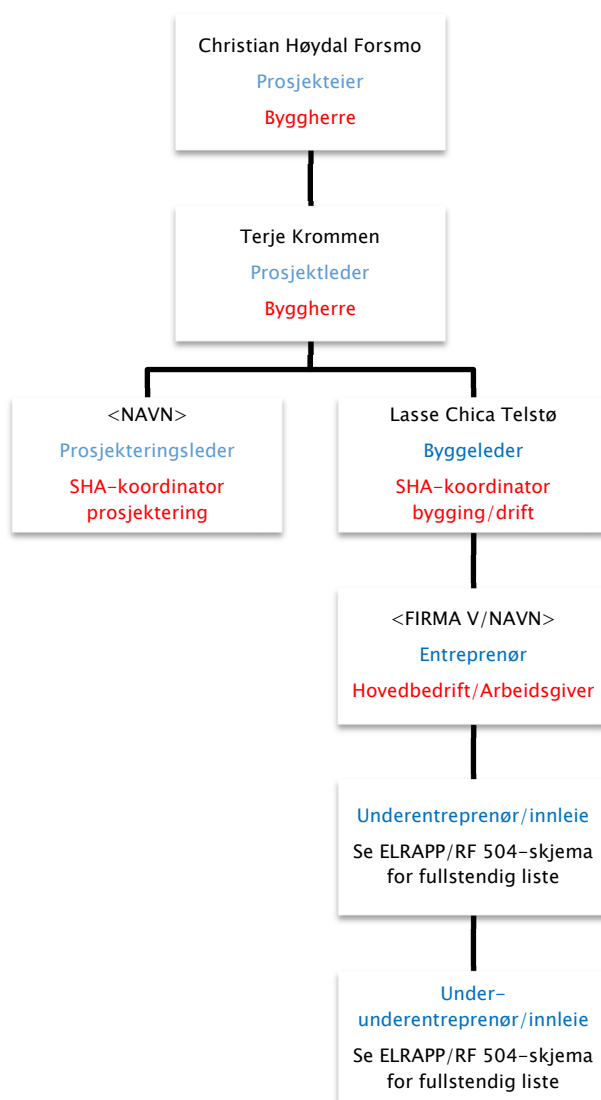 Christian Høydal Forsmo
Prosjekteier
Byggherre
Terje Krommen
Prosjektleder
Byggherre
<NAVN>
Prosjekteringsleder
SHA-koordinator
prosjektering
Lasse Chica Telstø
Byggeleder
SHA-koordinator
bygging/drift
<FIRMA V/NAVN>
Entreprenør
Hovedbedrift/Arbeidsgiver
Underentreprenør/innleie
Se ELRAPP/RF 504-skjema
for fullstendig liste
Under-
underentreprenør/innleie
Se ELRAPP/RF 504-skjema
for fullstendig liste